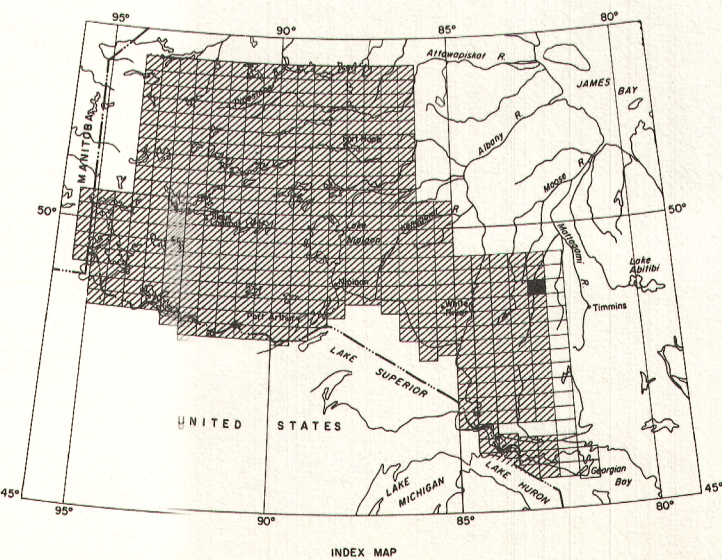 95°
90°
85°
80°
Attawapiskat R.
JAMES BAY
MANITOBA
Albany R
Moose R
50°
50°
Lake
Nipigon
Mattagami R
Lake
Abitibi
Nipigon
White
River
Timmins
Port Arthur
LAKE SUPERIOR
UNITED STATES
LAKE
MICHIGAN
LAKE HURON
Georgian
Bay
45°
45°
95°
90°
85°
80°
INDEX MAP